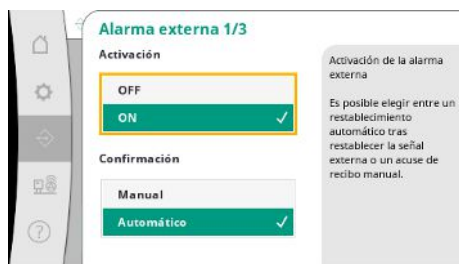 Alarma externa 1/3
Activación
OFF
ON
Confirmación
Manual
Automático
Activación de la alarma
externa
Es posible elegir entre un
restablecimiento
automático tras
restablecer la señal
externa o un acuse de
recibo manual.
?